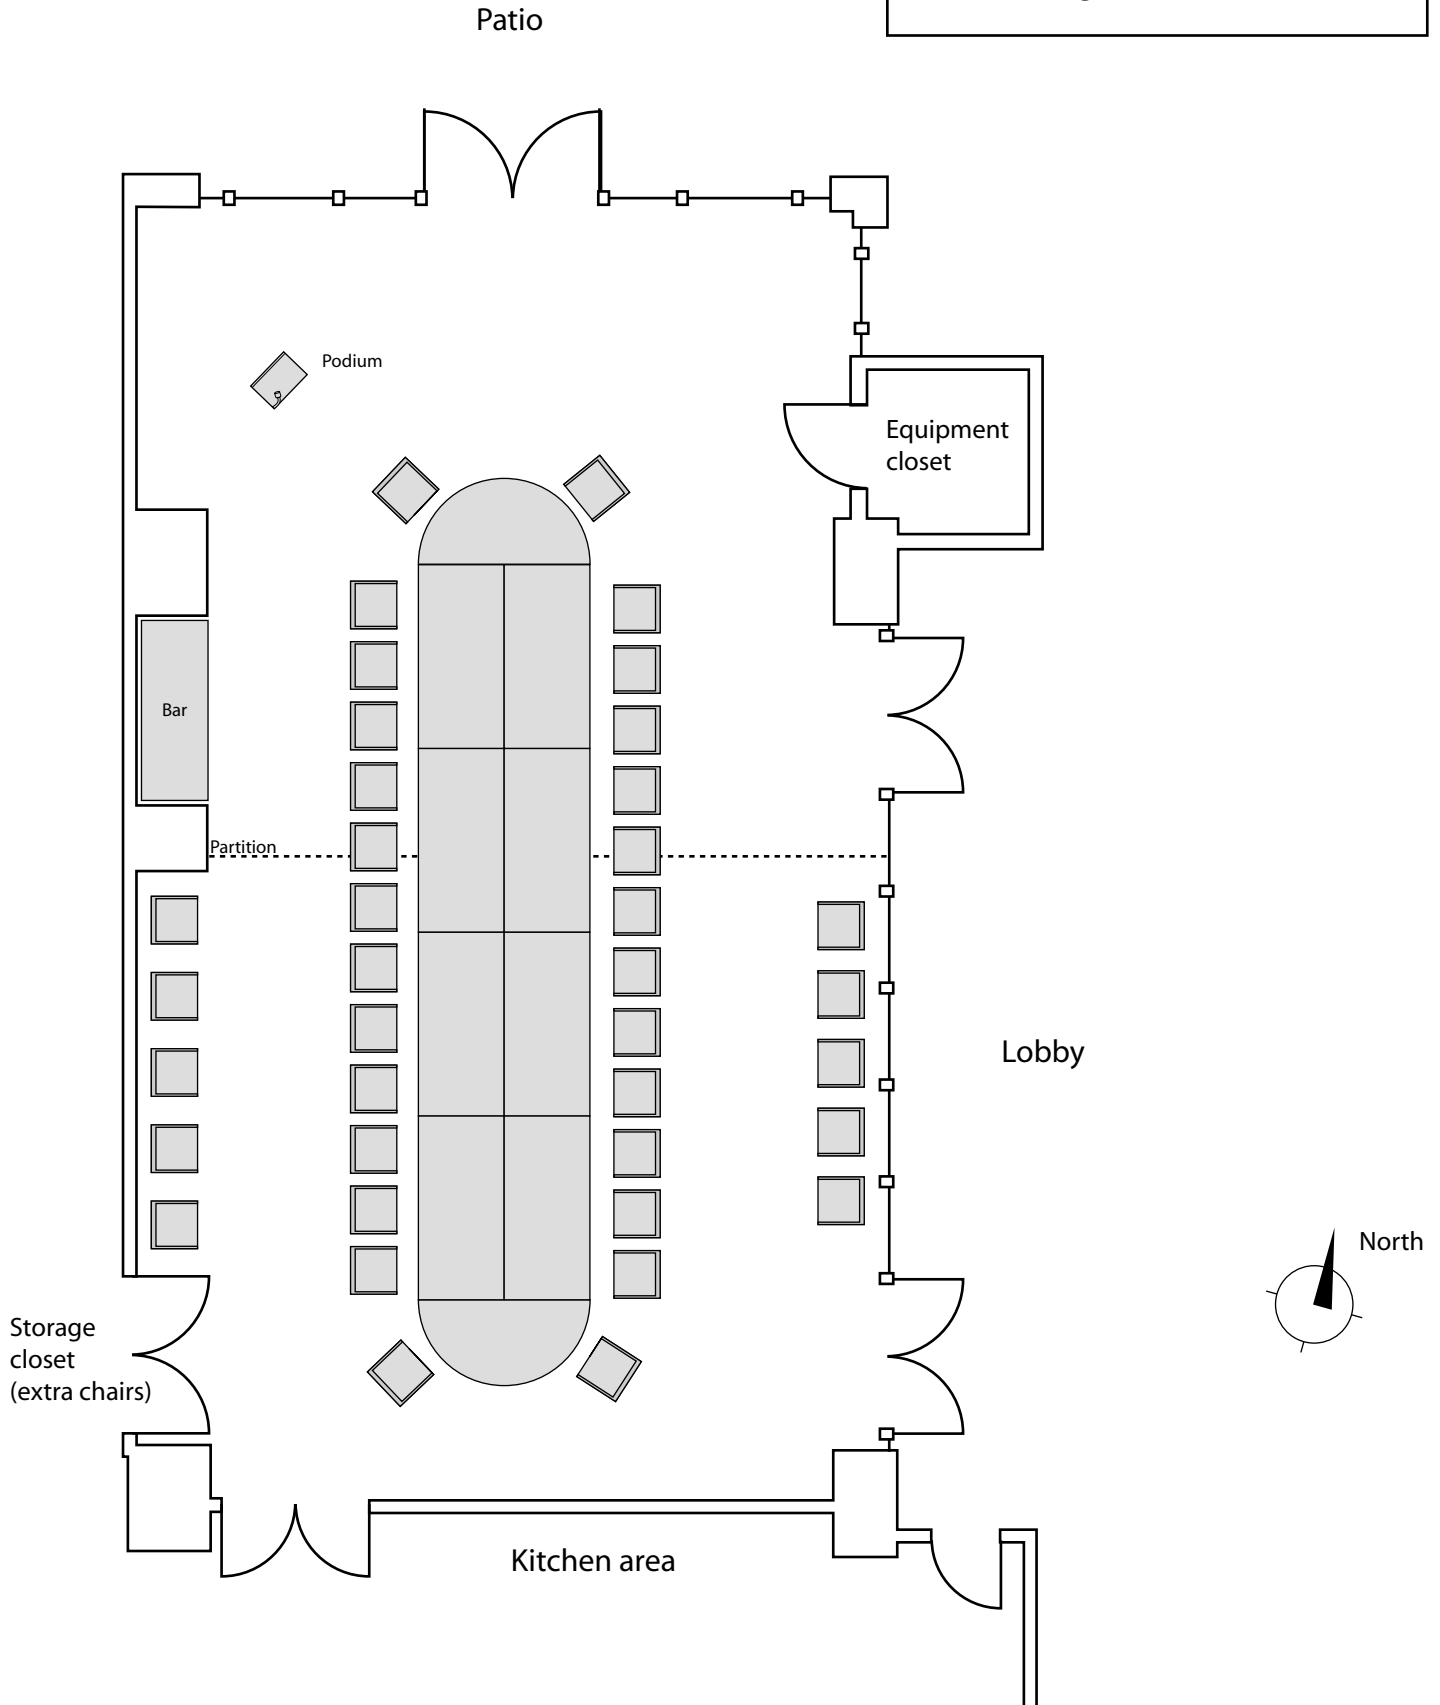 Patio
Podium
Equipment
closet
Bar
Partition
Lobby
North
Storage
closet
(extra chairs)
Kitchen area